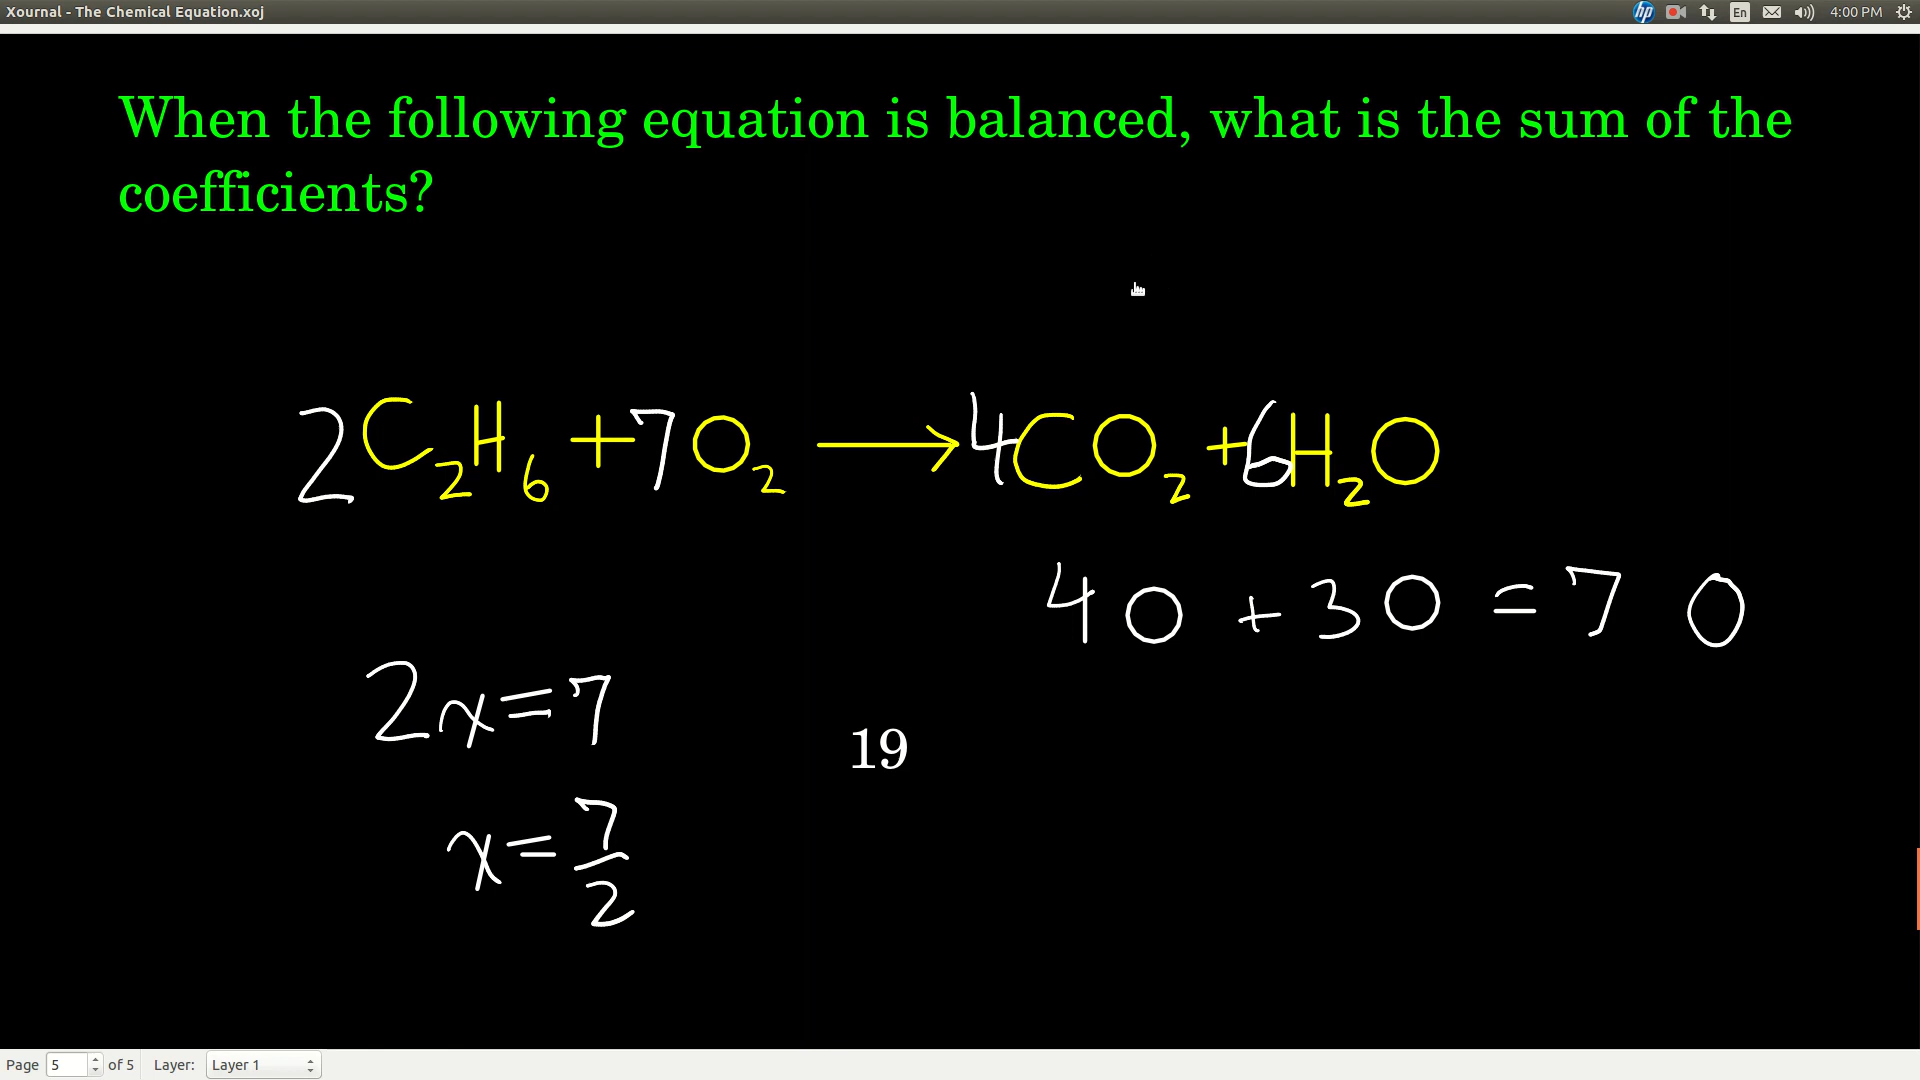 Xournal - The Chemical Equation.xoj
hp En 4:00 PM
When the following equation is balanced, what is the sum of the
coefficients?
2C₂H₆+7O₂ → 4CO₂+6H₂O
4O + 3O = 7 O
2x=7
19
x=7/2
Page 5 of 5 Layer: Layer 1